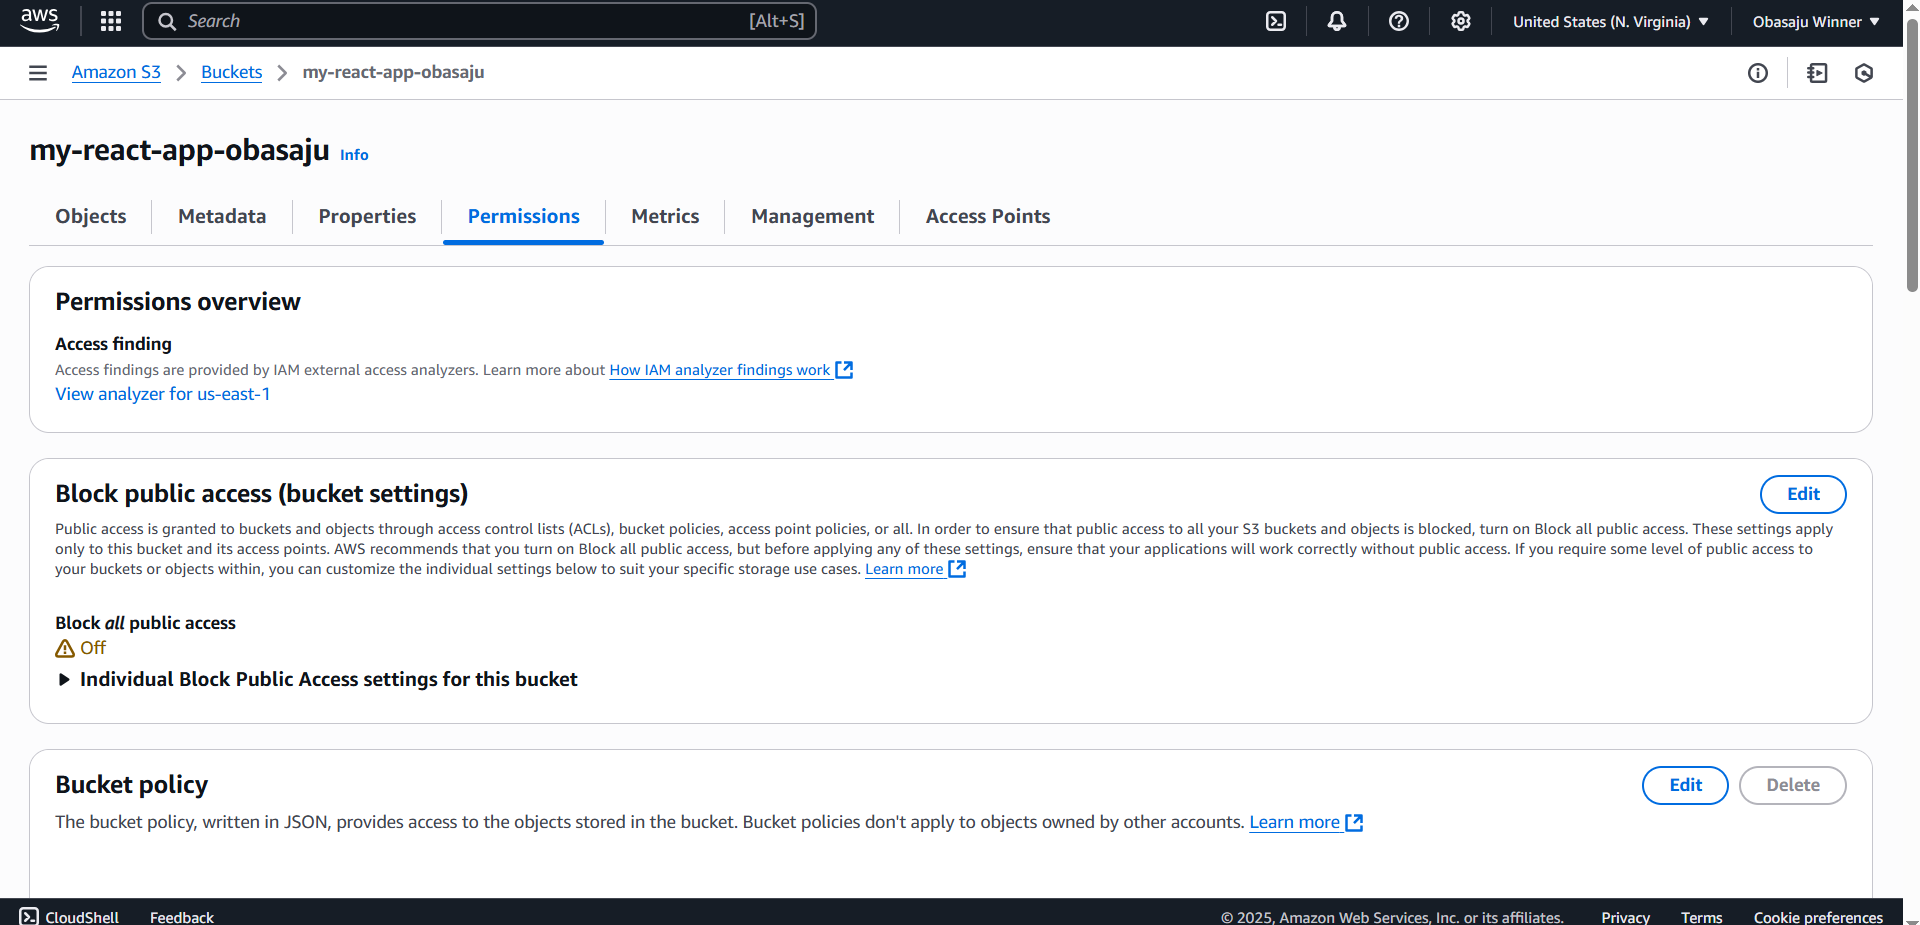 aws
Search [Alt+S]
United States (N. Virginia)
Obasaju Winner
Amazon S3 > Buckets > my-react-app-obasaju
my-react-app-obasaju Info
Objects
Metadata
Properties
Permissions
Metrics
Management
Access Points
Permissions overview
Access finding
Access findings are provided by IAM external access analyzers. Learn more about How IAM analyzer findings work
View analyzer for us-east-1
Block public access (bucket settings)
Edit
Public access is granted to buckets and objects through access control lists (ACLs), bucket policies, access point policies, or all. In order to ensure that public access to all your S3 buckets and objects is blocked, turn on Block all public access. These settings apply
only to this bucket and its access points. AWS recommends that you turn on Block all public access, but before applying any of these settings, ensure that your applications will work correctly without public access. If you require some level of public access to
your buckets or objects within, you can customize the individual settings below to suit your specific storage use cases. Learn more
Block all public access
Off
Individual Block Public Access settings for this bucket
Bucket policy
Edit
Delete
The bucket policy, written in JSON, provides access to the objects stored in the bucket. Bucket policies don't apply to objects owned by other accounts. Learn more
CloudShell
Feedback
© 2025, Amazon Web Services, Inc. or its affiliates.
Privacy
Terms
Cookie preferences